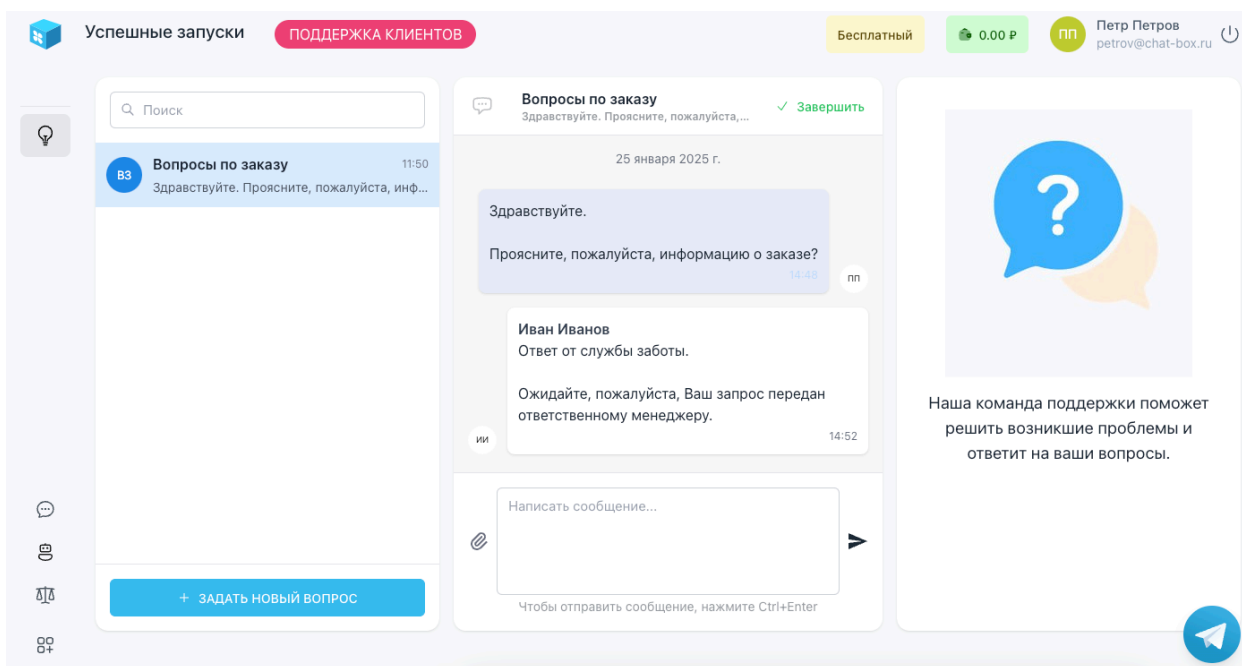 Успешные запуски
ПОДДЕРЖКА КЛИЕНТОВ
Бесплатный
0.00 ₽
ПП
Петр Петров
petrov@chat-box.ru
Поиск
ВЗ
Вопросы по заказу
11:50
Здравствуйте. Проясните, пожалуйста, инф...
+ ЗАДАТЬ НОВЫЙ ВОПРОС
Вопросы по заказу
Здравствуйте. Проясните, пожалуйста,...
Завершить
25 января 2025 г.
Здравствуйте.
Проясните, пожалуйста, информацию о заказе?
14:48
ПП
Иван Иванов
Ответ от службы заботы.
Ожидайте, пожалуйста, Ваш запрос передан
ответственному менеджеру.
14:52
ИИ
Написать сообщение...
Чтобы отправить сообщение, нажмите Ctrl+Enter
?
Наша команда поддержки поможет
решить возникшие проблемы и
ответит на ваши вопросы.